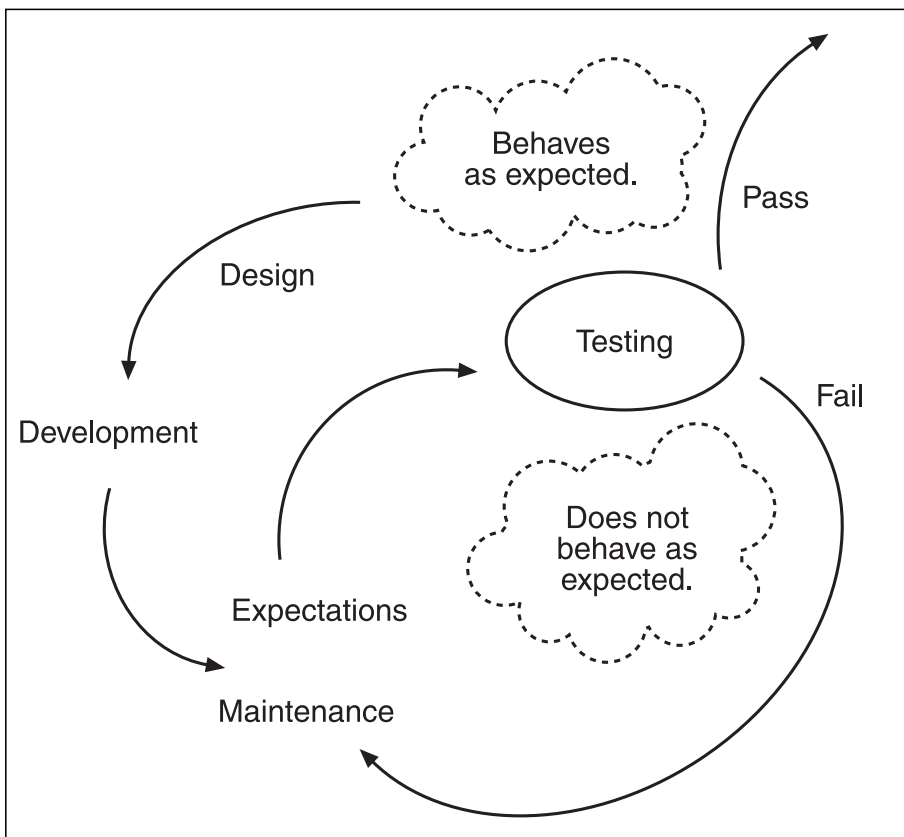 Behaves
as expected.
Pass
Design
Testing
Fail
Development
Does not
behave as
expected.
Expectations
Maintenance